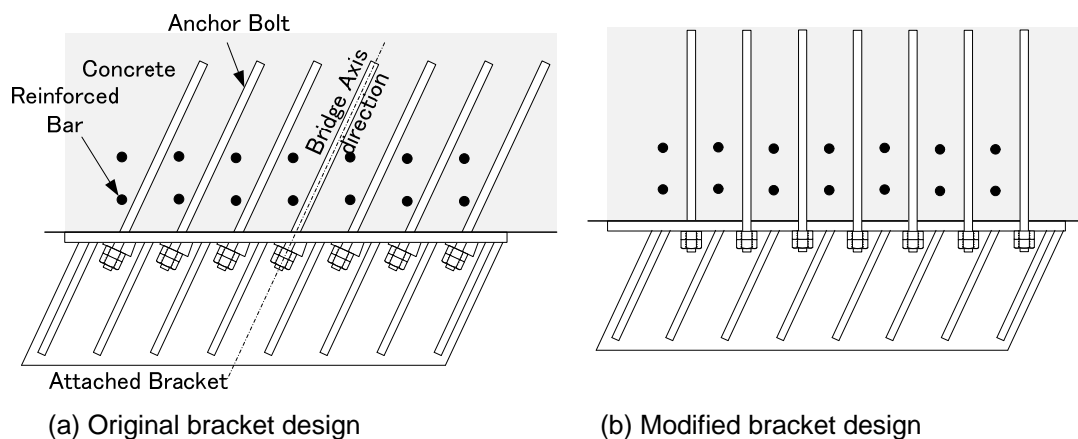 Anchor Bolt
Concrete
Reinforced
Bar
Bridge Axis
direction
Attached Bracket
(a) Original bracket design
(b) Modified bracket design